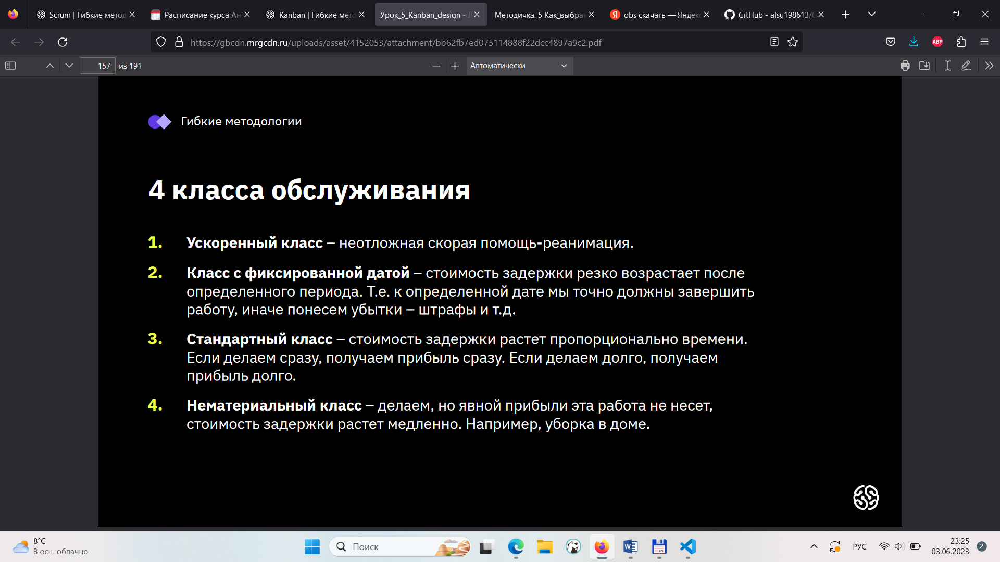 Scrum | Гибкие метод
Расписание курса Ан
Kanban | Гибкие мето
Урок_5_Kanban_design - Л
Методичка. 5 Как_выбрат
obs скачать — Яндекс
GitHub - alsu198613/G
https://gbcdn.mrgcdn.ru/uploads/asset/4152053/attachment/bb62fb7ed075114888f22dcc4897a9c2.pdf
ABP
157 из 191
Автоматически
Гибкие методологии
4 класса обслуживания
1. Ускоренный класс – неотложная скорая помощь-реанимация.
2. Класс с фиксированной датой – стоимость задержки резко возрастает после
определенного периода. Т.е. к определенной дате мы точно должны завершить
работу, иначе понесем убытки – штрафы и т.д.
3. Стандартный класс – стоимость задержки растет пропорционально времени.
Если делаем сразу, получаем прибыль сразу. Если делаем долго, получаем
прибыль долго.
4. Нематериальный класс – делаем, но явной прибыли эта работа не несет,
стоимость задержки растет медленно. Например, уборка в доме.
8°C
В осн. облачно
Поиск
64
РУС
23:25
03.06.2023
2